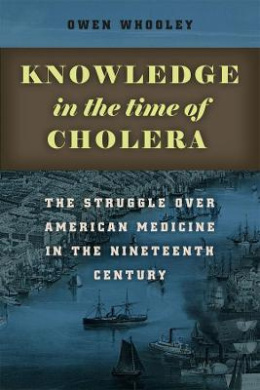 OWEN WHOOLEY
KNOWLEDGE
in the time of
CHOLERA
THE STRUGGLE OVER
AMERICAN MEDICINE
IN THE NINETEENTH
CENTURY